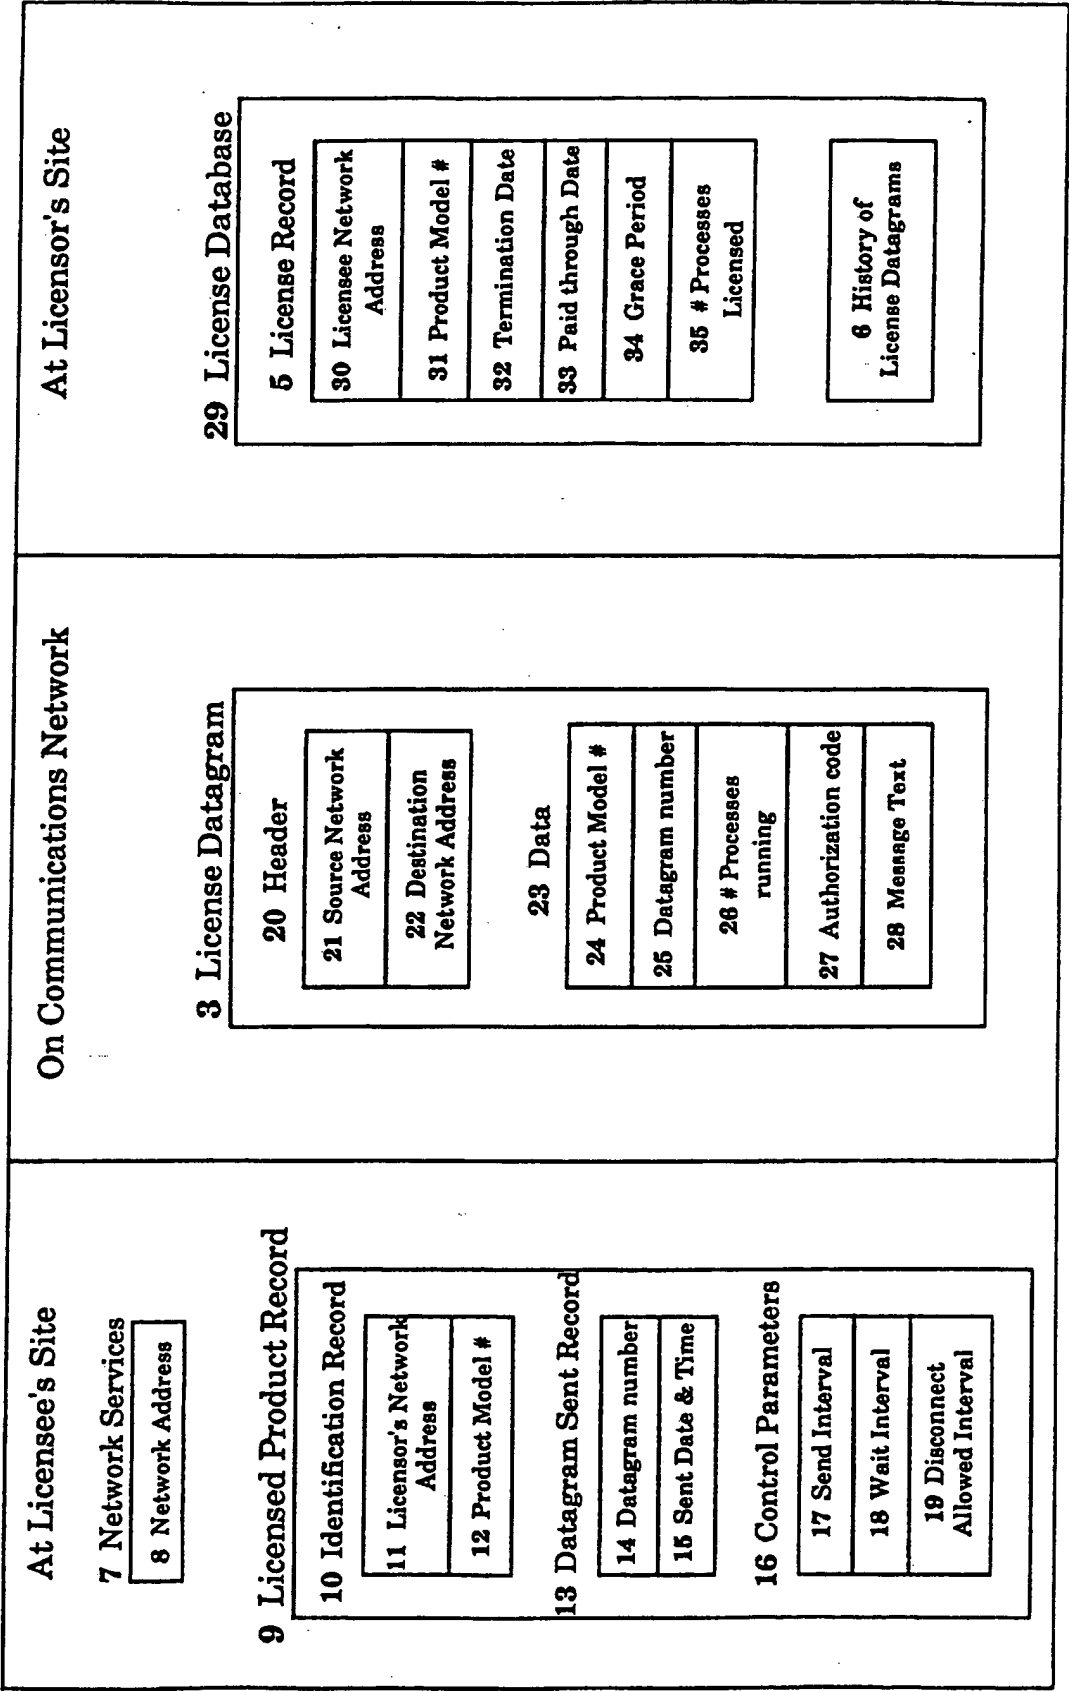 At Licensee's Site
7 Network Services
8 Network Address
9 Licensed Product Record
10 Identification Record
11 Licensor's Network
Address
12 Product Model #
13 Datagram Sent Record
14 Datagram number
15 Sent Date & Time
16 Control Parameters
17 Send Interval
18 Wait Interval
19 Disconnect
Allowed Interval
On Communications Network
3 License Datagram
20 Header
21 Source Network
Address
22 Destination
Network Address
23 Data
24 Product Model #
25 Datagram number
26 # Processes
running
27 Authorization code
28 Message Text
At Licensor's Site
29 License Database
5 License Record
30 Licensee Network
Address
31 Product Model #
32 Termination Date
33 Paid through Date
34 Grace Period
35 # Processes
Licensed
6 History of
License Datagrams